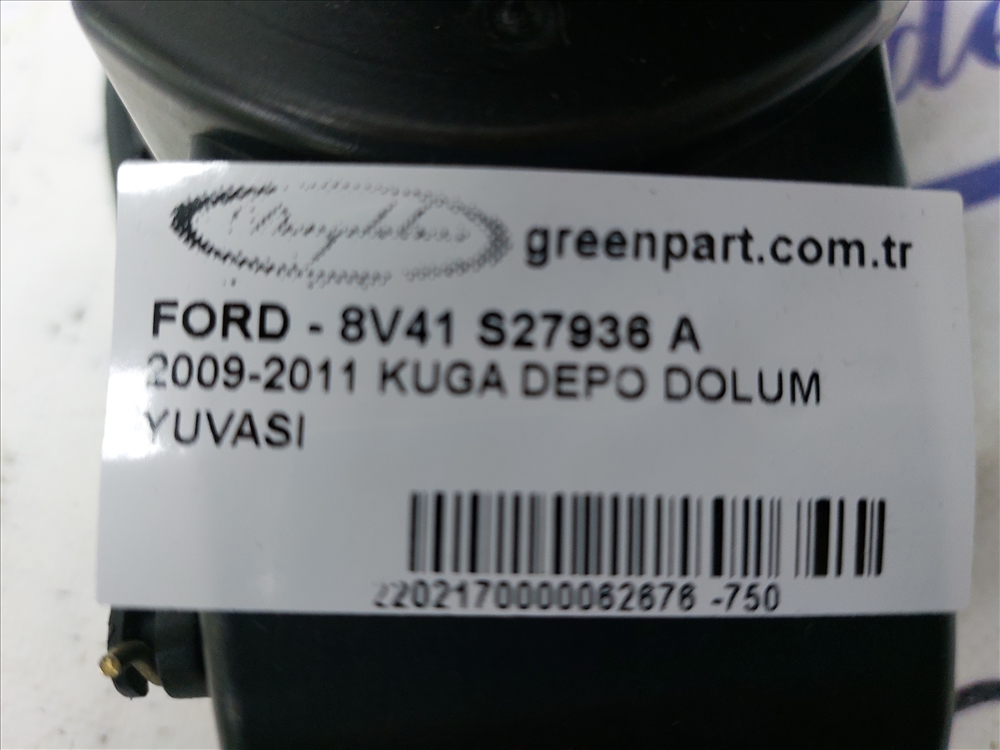 greenpart.com.tr
FORD - 8V41 S27936 A
2009-2011 KUGA DEPO DOLUM
YUVASI
2202170000062676 -750